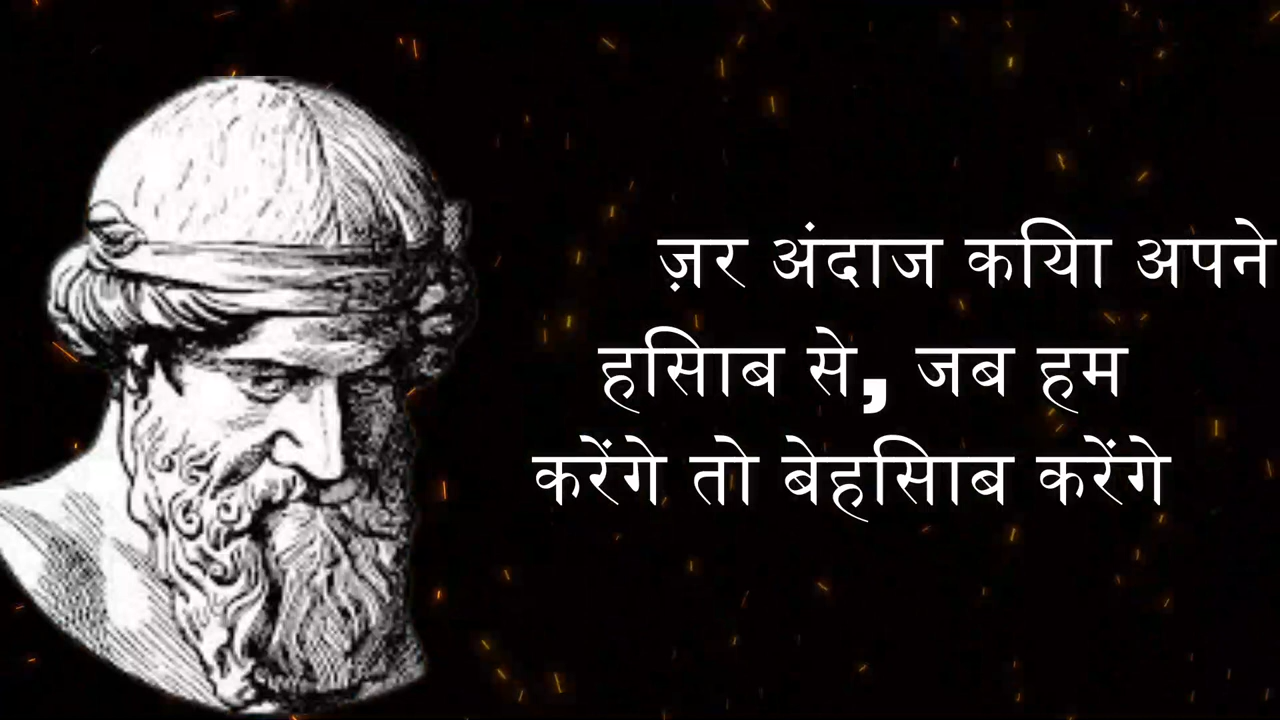 ज़र अंदाज कयिा अपने
हसिाब से, जब हम
करेंगे तो बेहसिाब करेंगे